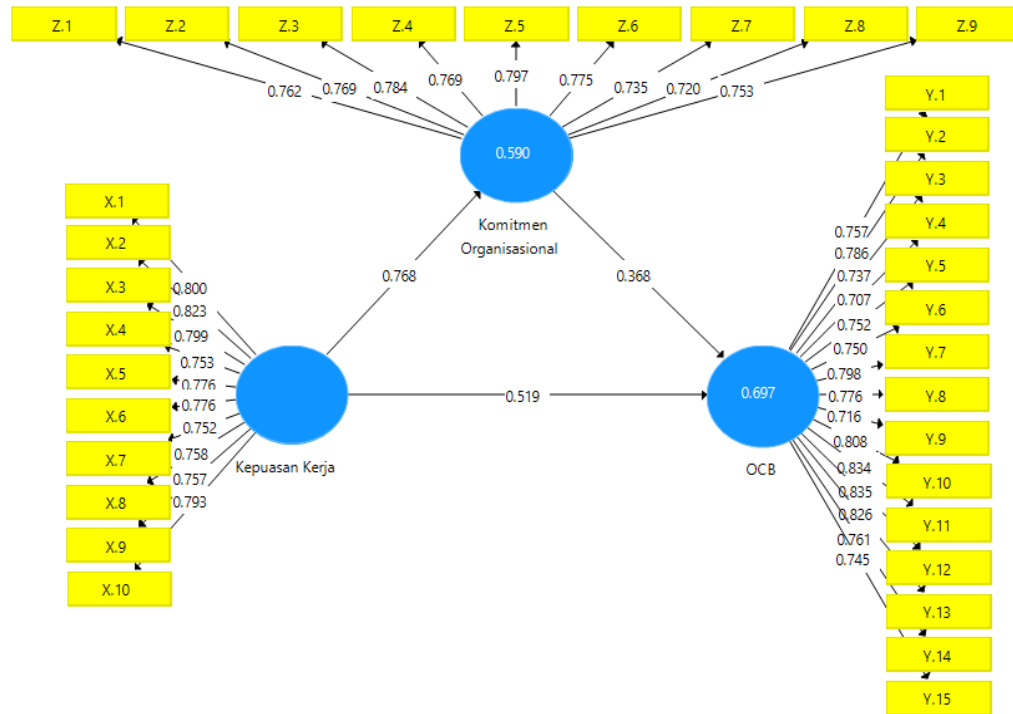 Z.1
Z.2
Z.3
Z.4
Z.5
Z.6
Z.7
Z.8
Z.9
0.762
0.769
0.784
0.769
0.797
0.775
0.735
0.720
0.753
0.590
Komitmen
Organisasional
X.1
X.2
X.3
X.4
X.5
X.6
X.7
X.8
X.9
X.10
0.800
0.823
0.799
0.753
0.776
0.776
0.752
0.758
0.757
0.793
Kepuasan Kerja
0.768
0.368
0.519
0.697
OCB
0.757
0.786
0.737
0.707
0.752
0.750
0.798
0.776
0.716
0.808
0.834
0.835
0.826
0.761
0.745
Y.1
Y.2
Y.3
Y.4
Y.5
Y.6
Y.7
Y.8
Y.9
Y.10
Y.11
Y.12
Y.13
Y.14
Y.15